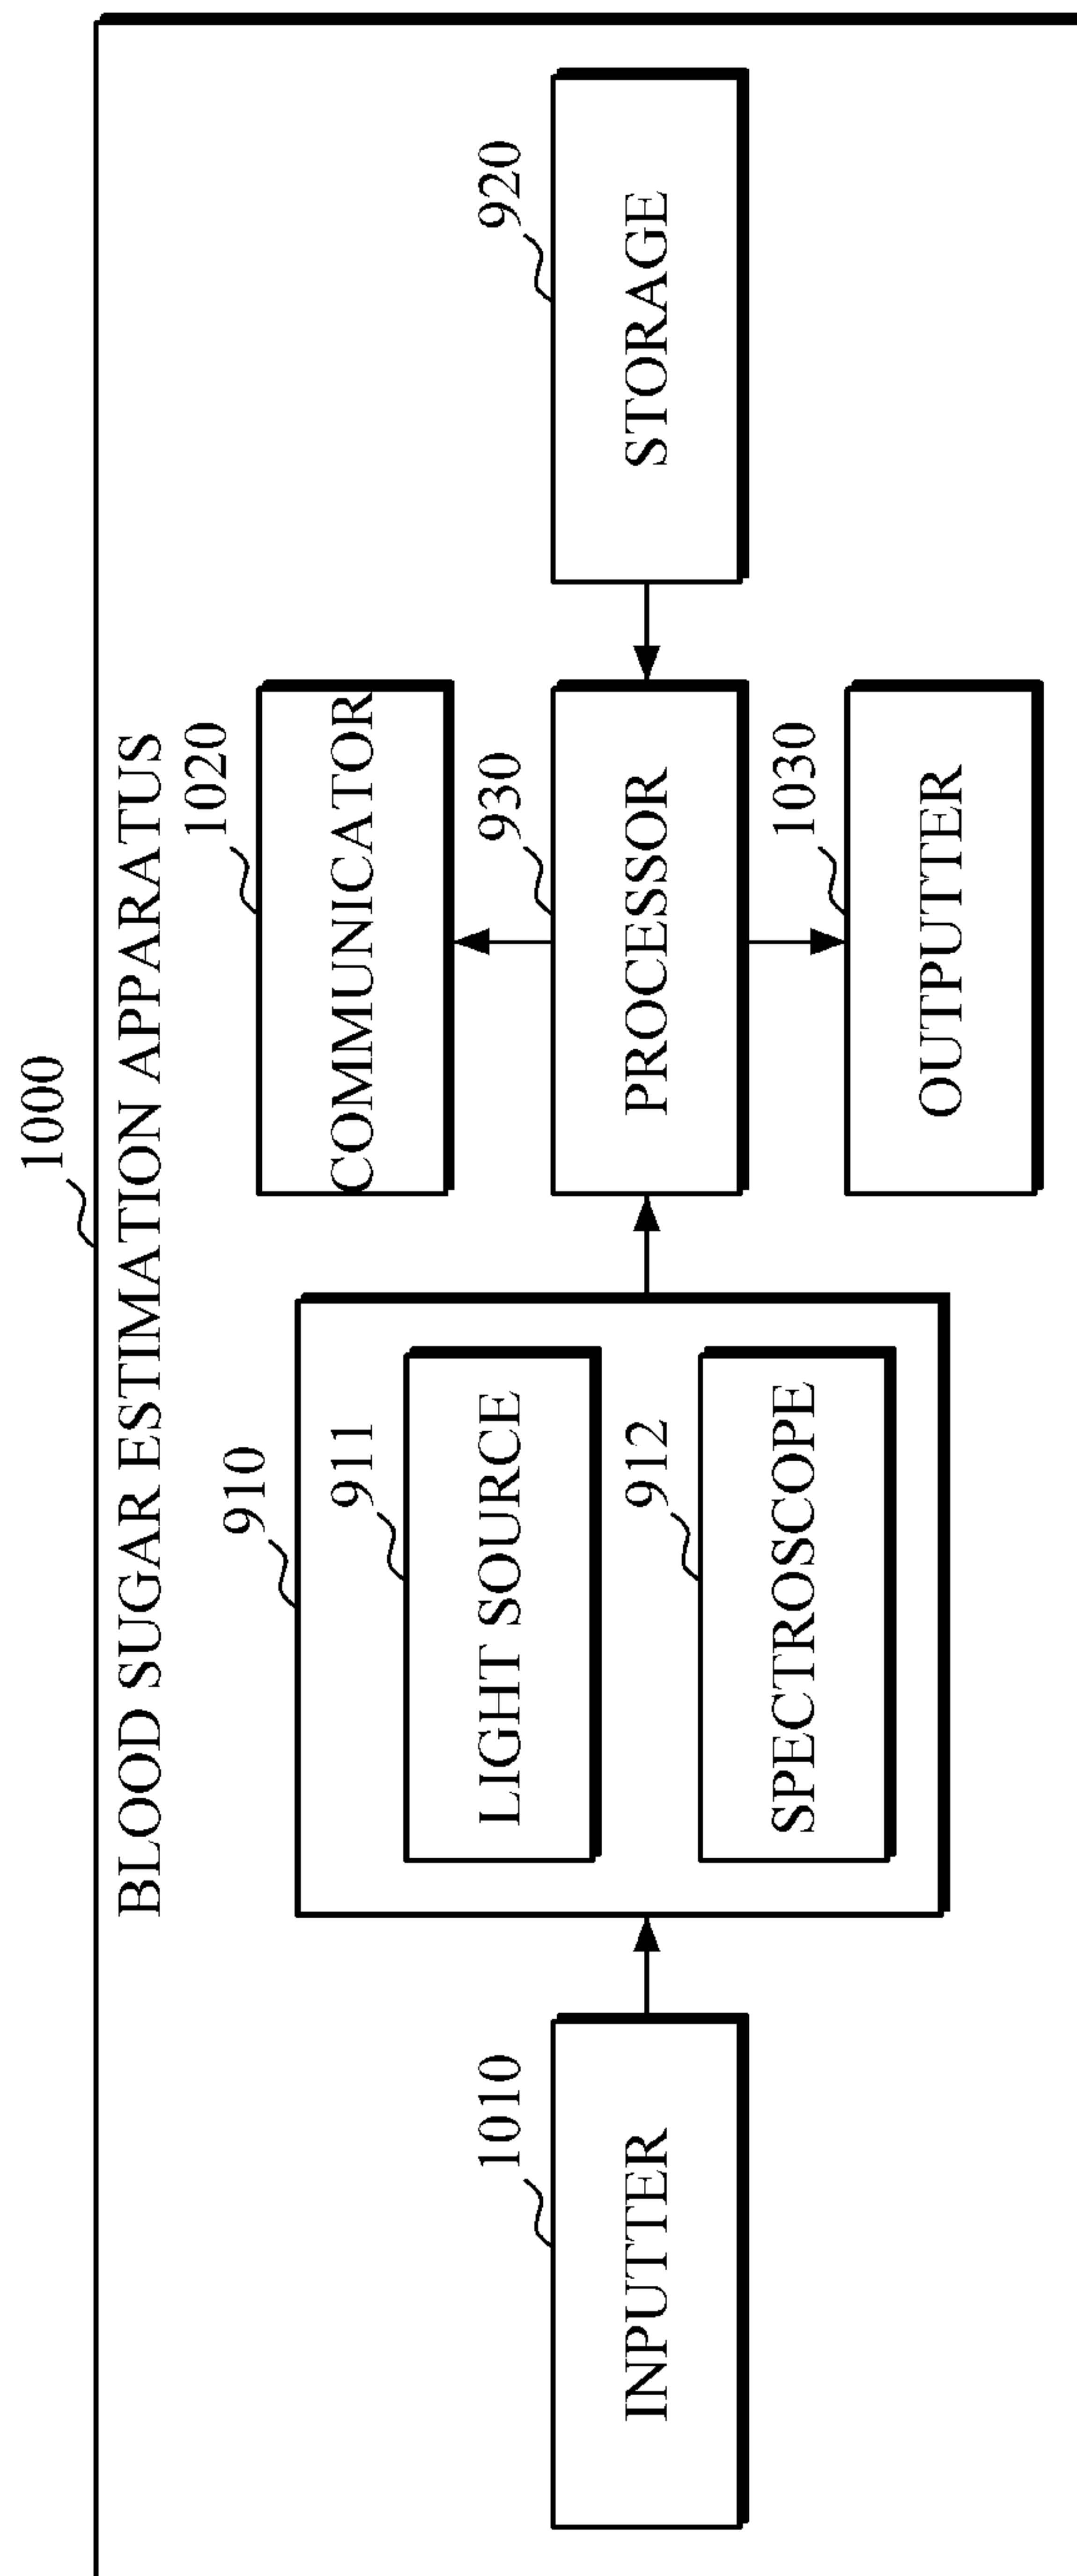 1000
BLOOD SUGAR ESTIMATION APPARATUS
1020
COMMUNICATOR
910
911
LIGHT SOURCE
1010
INPUTTER
930
PROCESSOR
920
STORAGE
912
SPECTROSCOPE
1030
OUTPUTTER